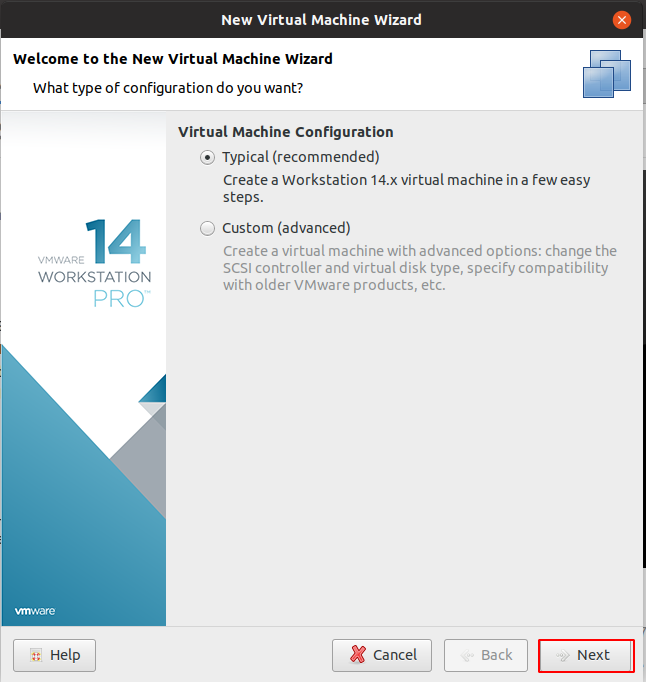 New Virtual Machine Wizard
Welcome to the New Virtual Machine Wizard
What type of configuration do you want?
14
VMWARE
WORKSTATION
PRO™
vmware
Virtual Machine Configuration
Typical (recommended)
Create a Workstation 14.x virtual machine in a few easy
steps.
Custom (advanced)
Create a virtual machine with advanced options: change the
SCSI controller and virtual disk type, specify compatibility
with older VMware products, etc.
Help
Cancel
Back
Next